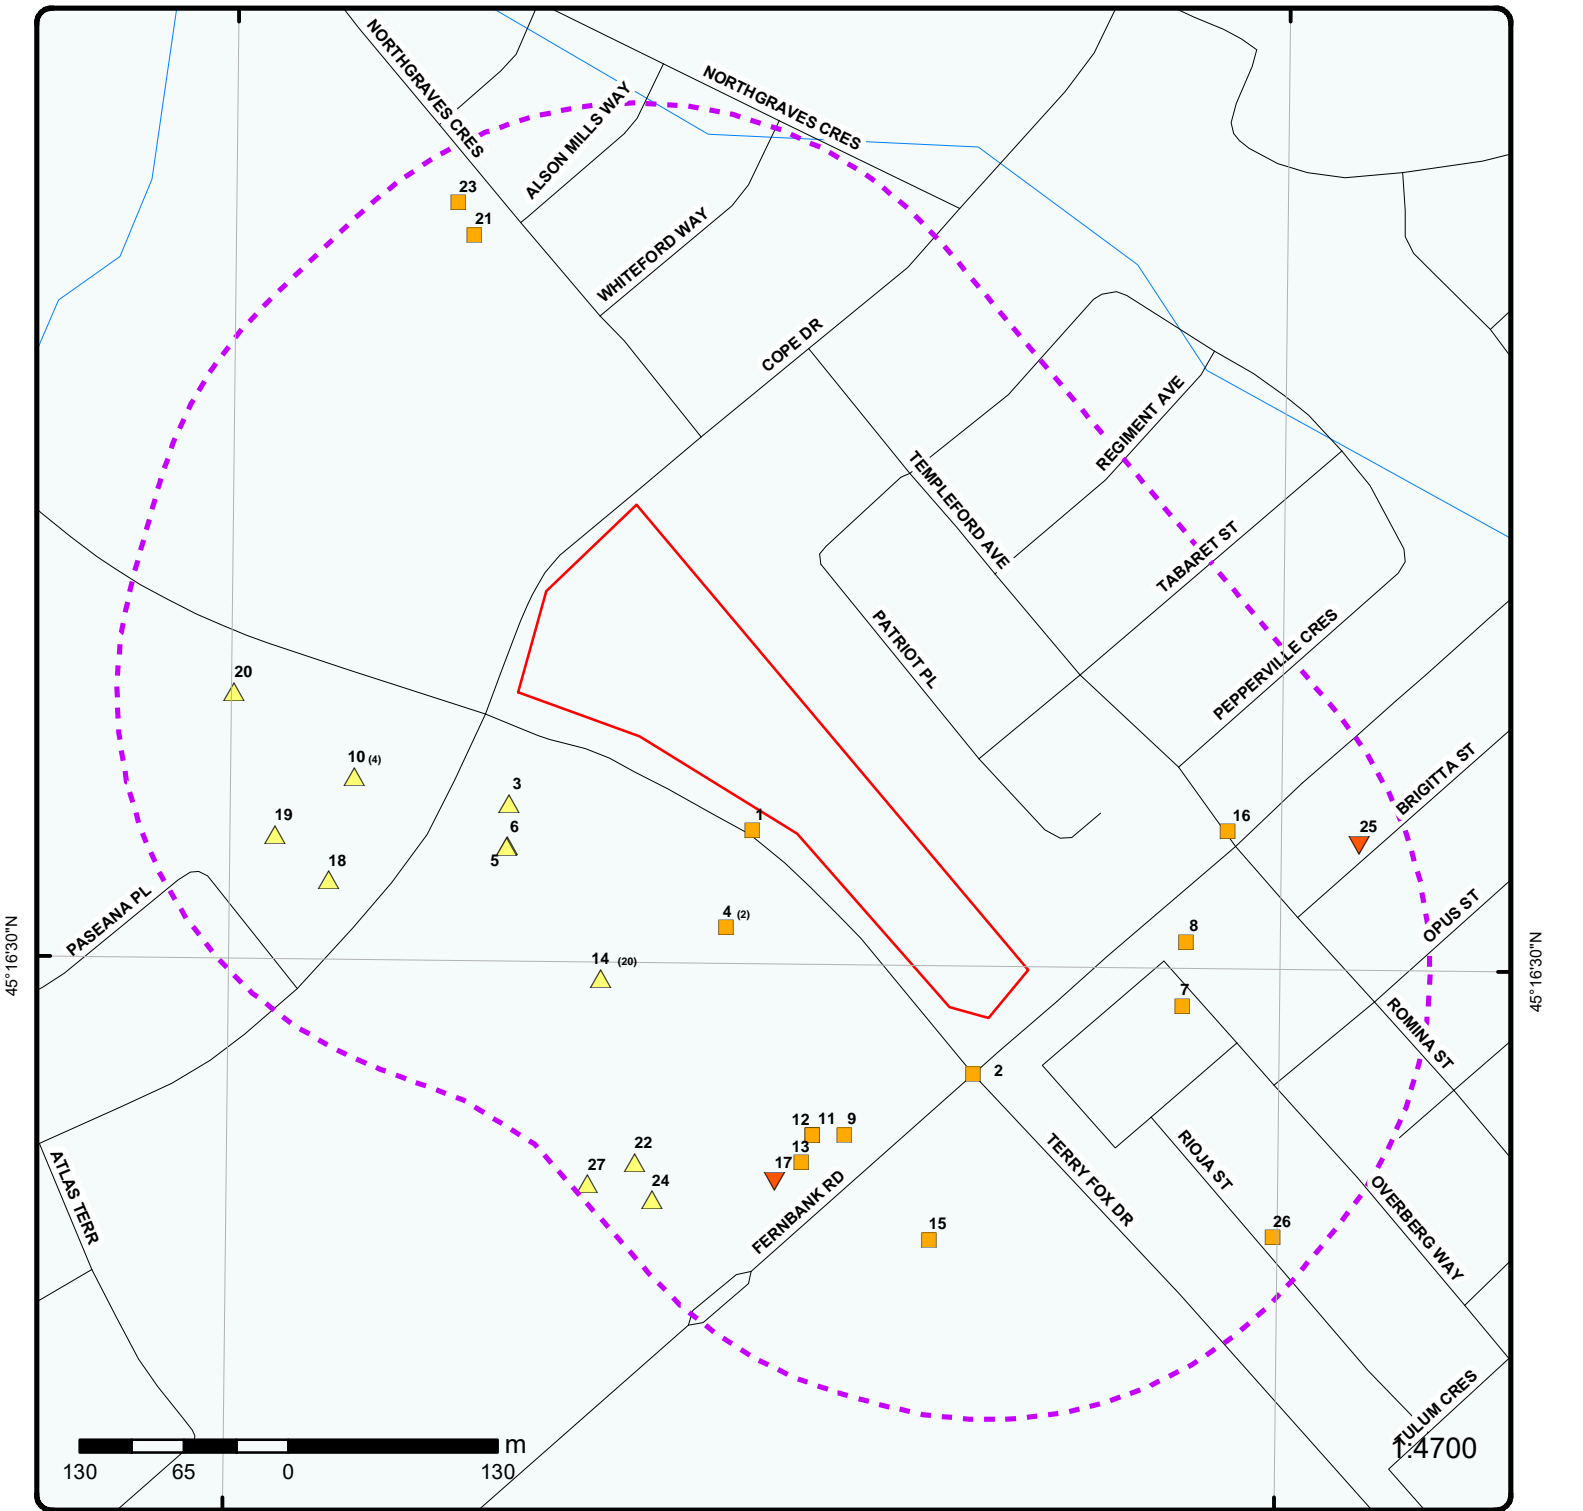 NORTHGRAVES CRES
NORTHGRAVES CRES
ALSON MILLS WAY
23
21
WHITEFORD WAY
COPE DR
REGIMENT AVE
TEMPLEFORD AVE
TABARET ST
PATRIOT PL
PEPPERVILLE CRES
20
10 (4)
3
BRIGITTA ST
19
1
16
25
6
5
18
PASEANA PL
4 (2)
8
OPUS ST
45°16'30"N
14 (20)
45°16'30"N
7
ROMINA ST
2
12
11
9
13
22
17
27
24
ATLAS TERR
FERNBANK RD
TERRY FOX DR
RIOJA ST
OVERBERG WAY
15
26
TULUM CRES
m
1:4700
130
65
0
130